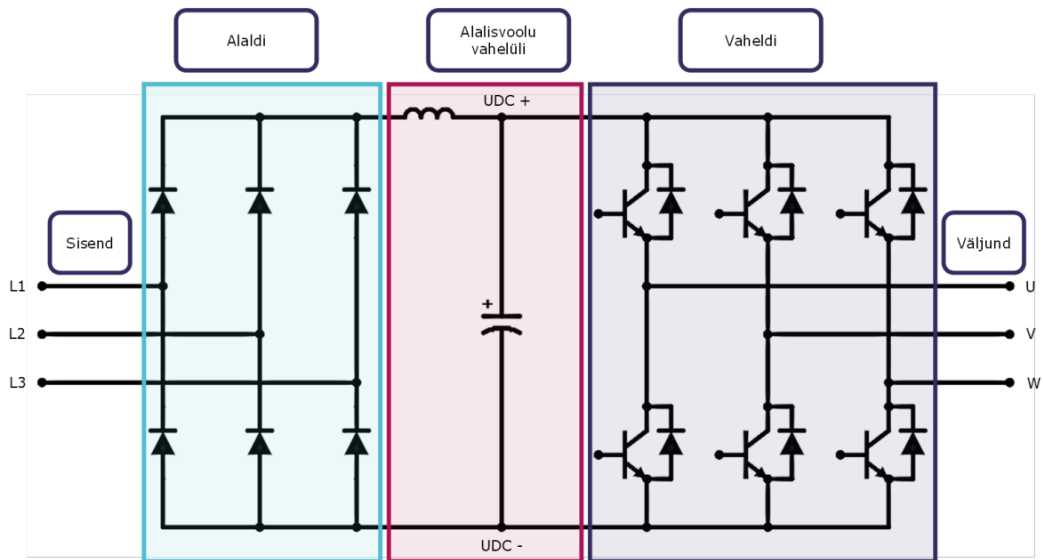 Alaldi
Alalisvoolu
vahelüli
Vaheldi
UDC +
Sisend
Väljund
L1
L2
L3
+
U
V
W
UDC -